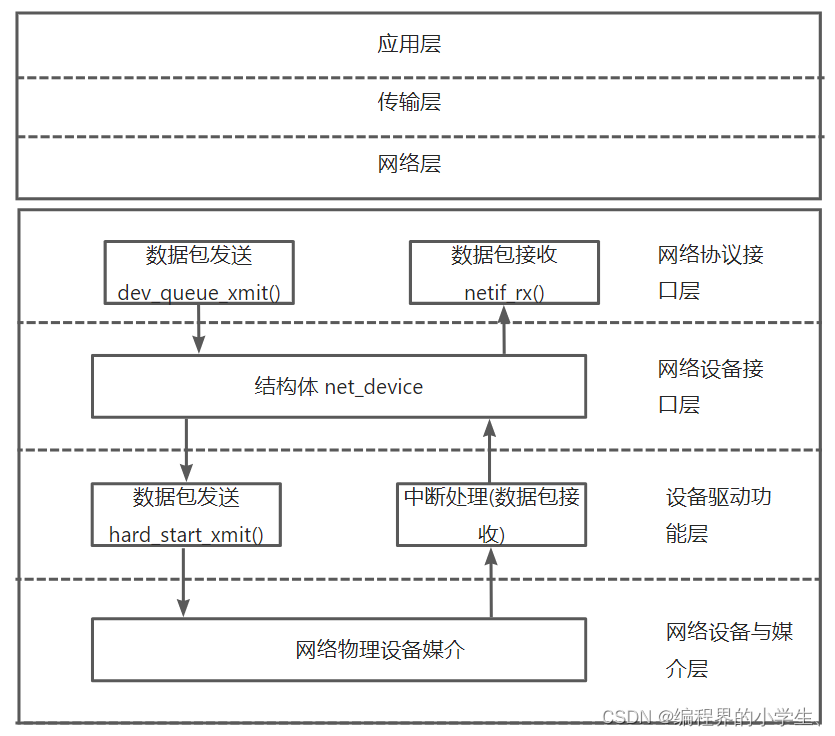 应用层
传输层
网络层
数据包发送
dev_queue_xmit()
数据包接收
netif_rx()
网络协议接
口层
结构体 net_device
网络设备接
口层
数据包发送
hard_start_xmit()
中断处理(数据包接
收)
设备驱动功
能层
网络物理设备媒介
网络设备与媒
介层
CSDN @编程界的小学生、